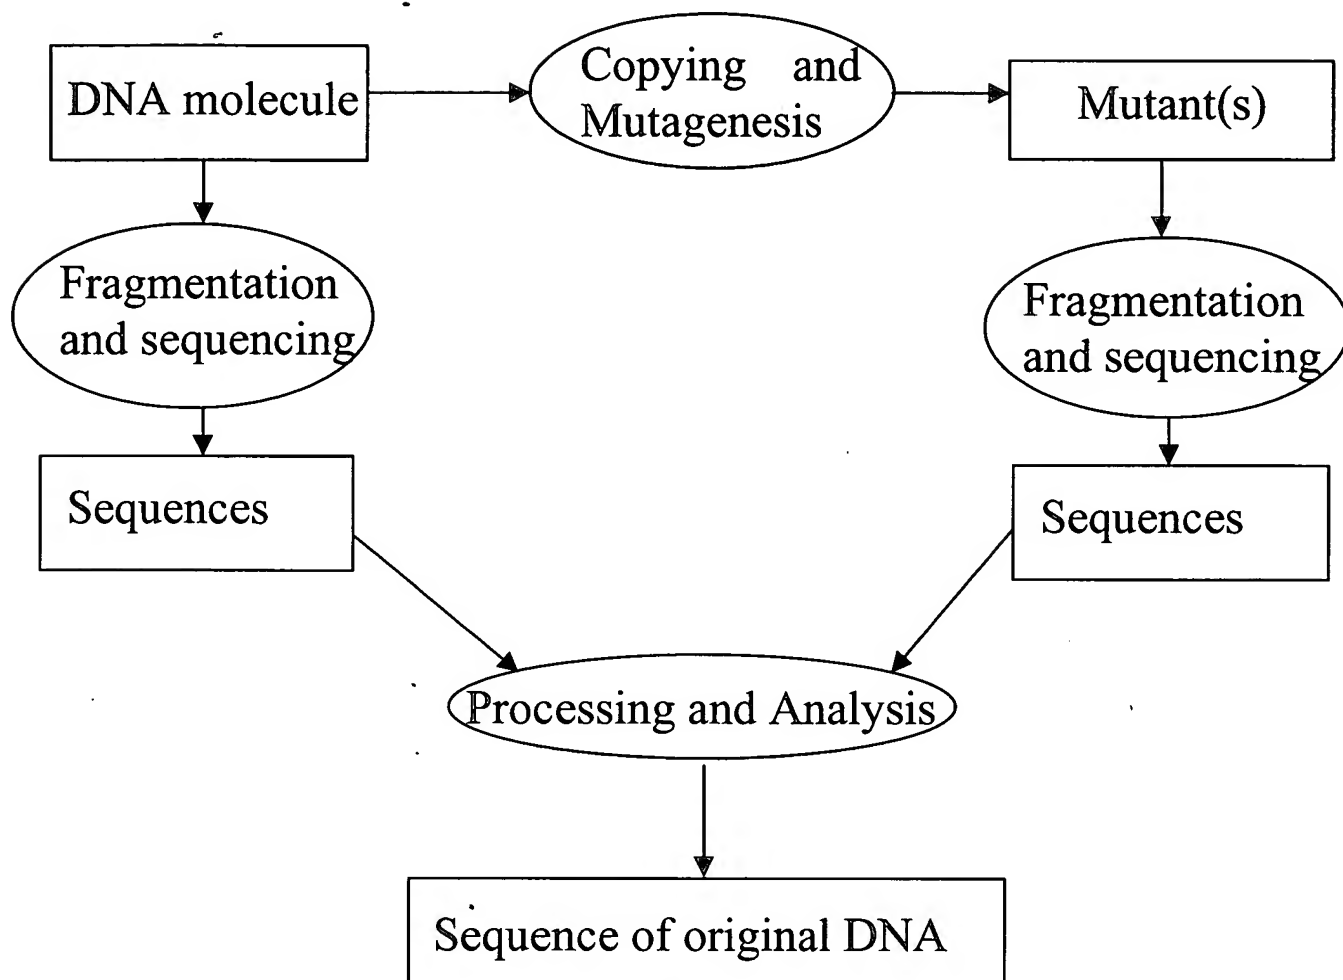 DNA molecule
Copying and
Mutagenesis
Mutant(s)
Fragmentation
and sequencing
Fragmentation
and sequencing
Sequences
Sequences
Processing and Analysis
Sequence of original DNA